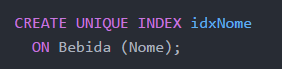 CREATE UNIQUE INDEX idxNome
ON Bebida (Nome);